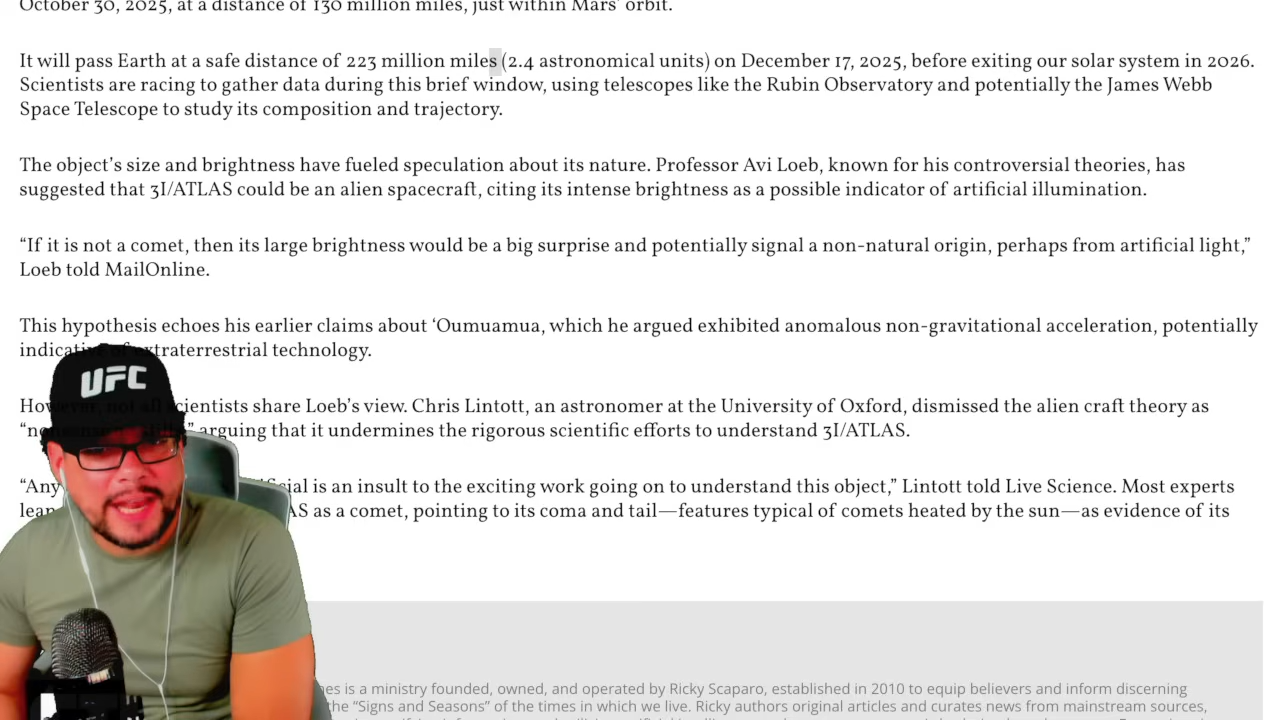 October 30, 2025, at a distance of 130 million miles, just within Mars’ orbit.
It will pass Earth at a safe distance of 223 million miles (2.4 astronomical units) on December 17, 2025, before exiting our solar system in 2026.
Scientists are racing to gather data during this brief window, using telescopes like the Rubin Observatory and potentially the James Webb
Space Telescope to study its composition and trajectory.
The object’s size and brightness have fueled speculation about its nature. Professor Avi Loeb, known for his controversial theories, has
suggested that 3I/ATLAS could be an alien spacecraft, citing its intense brightness as a possible indicator of artificial illumination.
“If it is not a comet, then its large brightness would be a big surprise and potentially signal a non-natural origin, perhaps from artificial light,”
Loeb told MailOnline.
This hypothesis echoes his earlier claims about ‘Oumuamua, which he argued exhibited anomalous non-gravitational acceleration, potentially
indicative of extraterrestrial technology.
However, not all scientists share Loeb’s view. Chris Lintott, an astronomer at the University of Oxford, dismissed the alien craft theory as
arguing that it undermines the rigorous scientific efforts to understand 3I/ATLAS.
“Any is an insult to the exciting work going on to understand this object,” Lintott told Live Science. Most experts
as a comet, pointing to its coma and tail—features typical of comets heated by the sun—as evidence of its
UFC
is a ministry founded, owned, and operated by Ricky Scaparo, established in 2010 to equip believers and inform discerning
the “Signs and Seasons” of the times in which we live. Ricky authors original articles and curates news from mainstream sources,